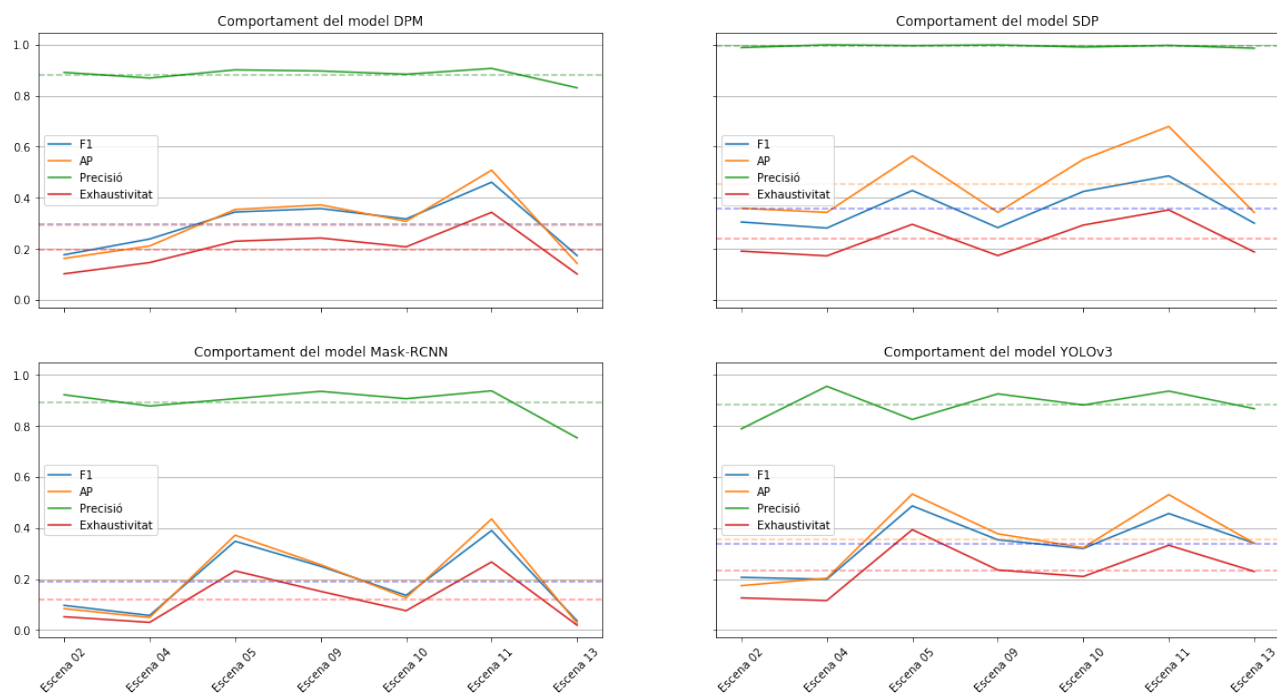 Comportament del model DPM
1.0
0.8
0.6
0.4
0.2
0.0
F1
AP
Precisió
Exhaustivitat
Comportament del model SDP
F1
AP
Precisió
Exhaustivitat
Comportament del model Mask-RCNN
1.0
0.8
0.6
0.4
0.2
0.0
F1
AP
Precisió
Exhaustivitat
Escena 02
Escena 04
Escena 05
Escena 09
Escena 10
Escena 11
Escena 13
Comportament del model YOLOv3
F1
AP
Precisió
Exhaustivitat
Escena 02
Escena 04
Escena 05
Escena 09
Escena 10
Escena 11
Escena 13